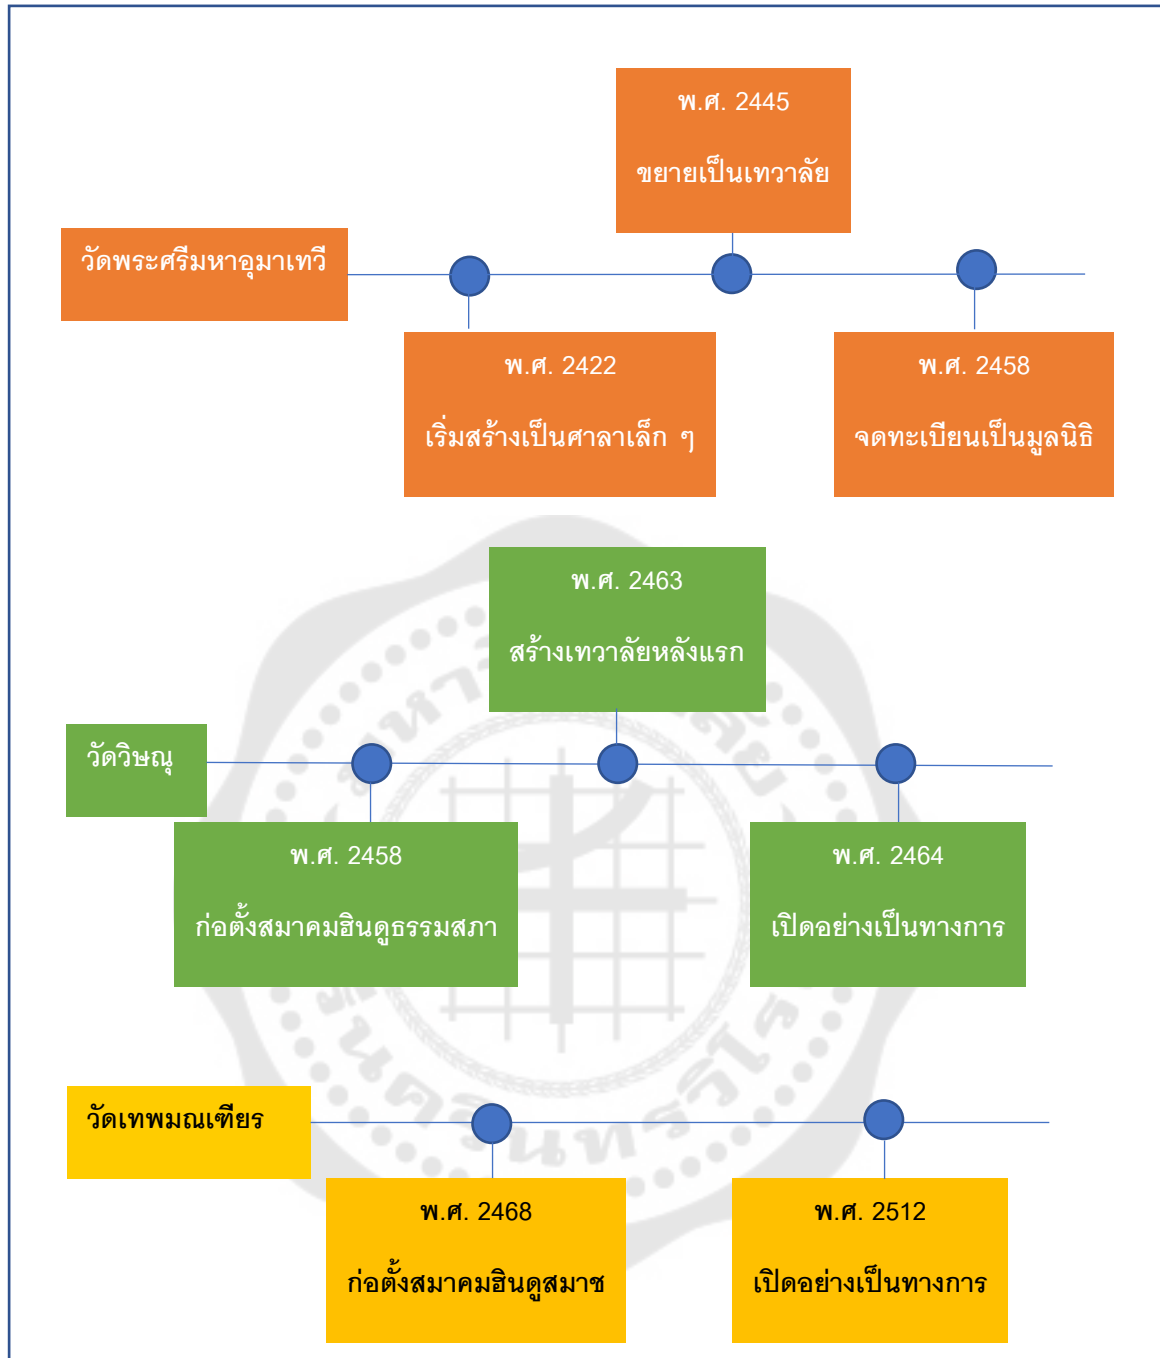 พ.ศ. 2445
ขยายเป็นเทวาลัย
วัดพระศรีมหาอุมาเทวี
พ.ศ. 2422
เริ่มสร้างเป็นศาลาเล็ก ๆ
พ.ศ. 2458
จดทะเบียนเป็นมูลนิธิ
พ.ศ. 2463
สร้างเทวาลัยหลังแรก
วัดวิษณุ
พ.ศ. 2458
ก่อตั้งสมาคมฮินดูธรรมสภา
พ.ศ. 2464
เปิดอย่างเป็นทางการ
วัดเทพมณเฑียร
พ.ศ. 2468
ก่อตั้งสมาคมฮินดูสมาช
พ.ศ. 2512
เปิดอย่างเป็นทางการ